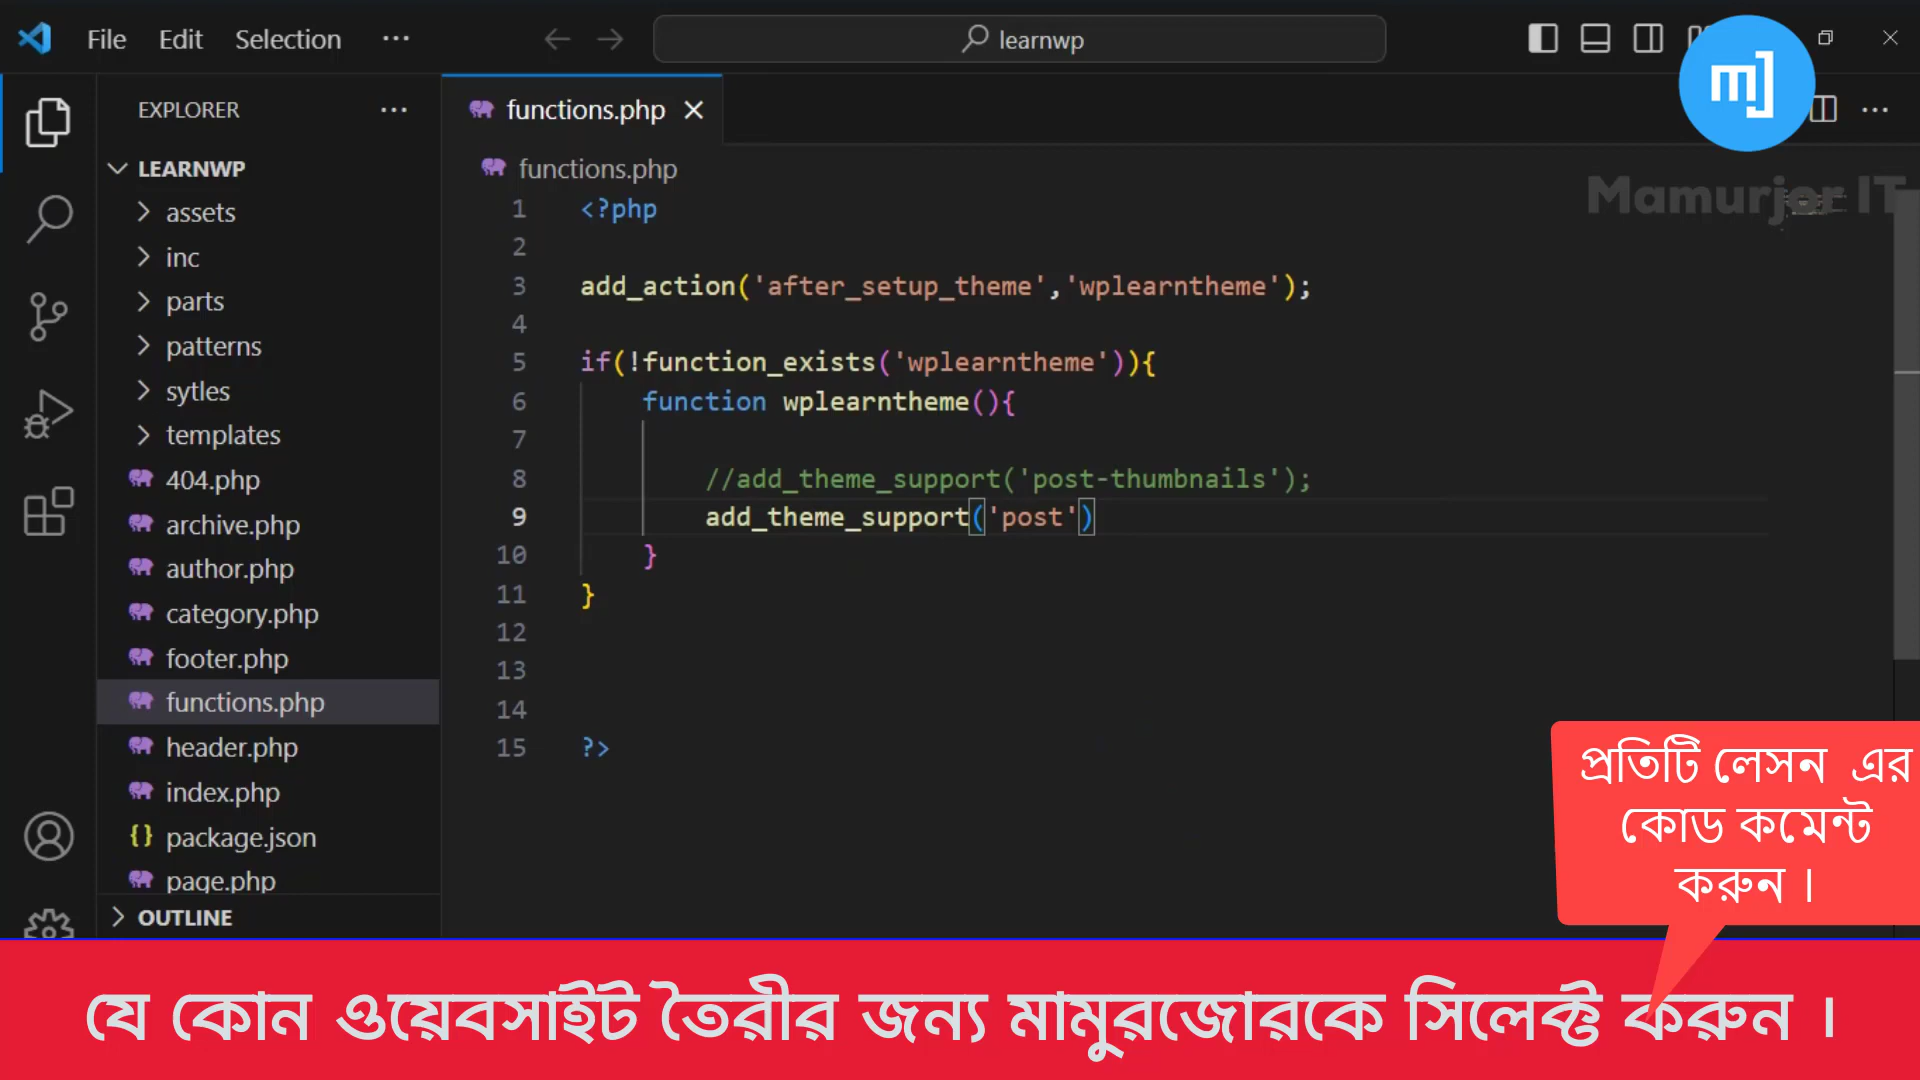 File Edit Selection ···
learnwp
EXPLORER ···
functions.php
LEARNWP
assets
inc
parts
patterns
sytles
templates
404.php
archive.php
author.php
category.php
footer.php
functions.php
header.php
index.php
{} package.json
page.php
OUTLINE
functions.php
1 <?php
2
3 add_action('after_setup_theme','wplearntheme');
4
5 if(!function_exists('wplearntheme')){
6 function wplearntheme(){
7
8 //add_theme_support('post-thumbnails');
9 add_theme_support('post')
10 }
11 }
12
13
14
15 ?>
m]
Mamurjor IT
প্রতিটি লেসন এর
কোড কমেন্ট
করুন ।
যে কোন ওয়েবসাইট তৈরীর জন্য মামুরজোরকে সিলেক্ট করুন ।